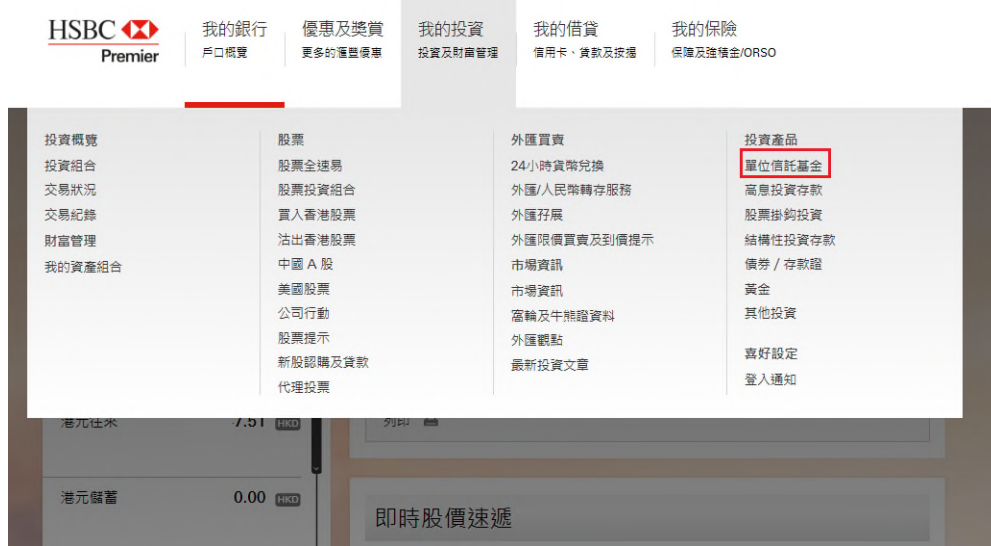 HSBC
Premier
我的銀行
戶口概覽
優惠及獎賞
更多的滙豐優惠
我的投資
投資及財富管理
我的借貸
信用卡、貸款及按揭
我的保險
保障及強積金/ORSO
投資概覽
投資組合
交易狀況
交易紀錄
財富管理
我的資產組合
股票
股票全速易
股票投資組合
買入香港股票
沽出香港股票
中國 A 股
美國股票
公司行動
股票提示
新股認購及貸款
代理投票
外匯買賣
24小時貨幣兌換
外匯/人民幣轉存服務
外匯孖展
外匯限價買賣及到價提示
市場資訊
市場資訊
窩輪及牛熊證資料
外匯觀點
最新投資文章
投資產品
單位信託基金
高息投資存款
股票掛鈎投資
結構性投資存款
債券 / 存款證
黃金
其他投資
喜好設定
登入通知
港元往來 -7.51 HKD
列印
港元儲蓄 0.00 HKD
即時股價速遞